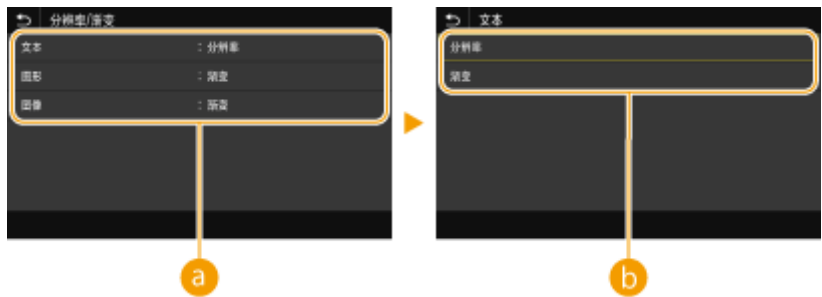 分辨率/渐变
文本 : 分辨率
图形 : 渐变
图像 : 渐变
a
文本
分辨率
渐变
b